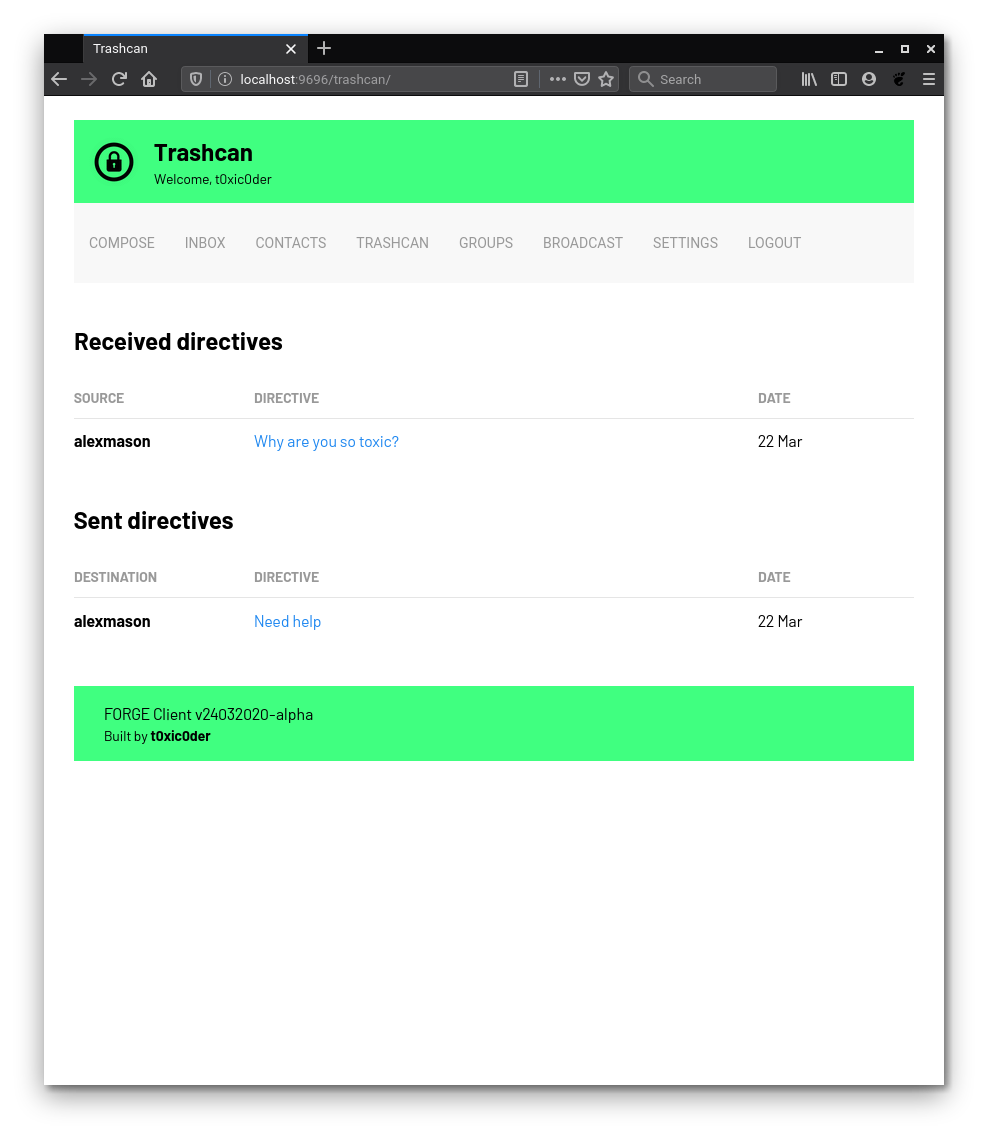 Trashcan
localhost:9696/trashcan/
Search
Trashcan
Welcome, t0xic0der
COMPOSE INBOX CONTACTS TRASHCAN GROUPS BROADCAST SETTINGS LOGOUT
Received directives
SOURCE DIRECTIVE DATE
alexmason Why are you so toxic? 22 Mar
Sent directives
DESTINATION DIRECTIVE DATE
alexmason Need help 22 Mar
FORGE Client v24032020-alpha
Built by t0xic0der